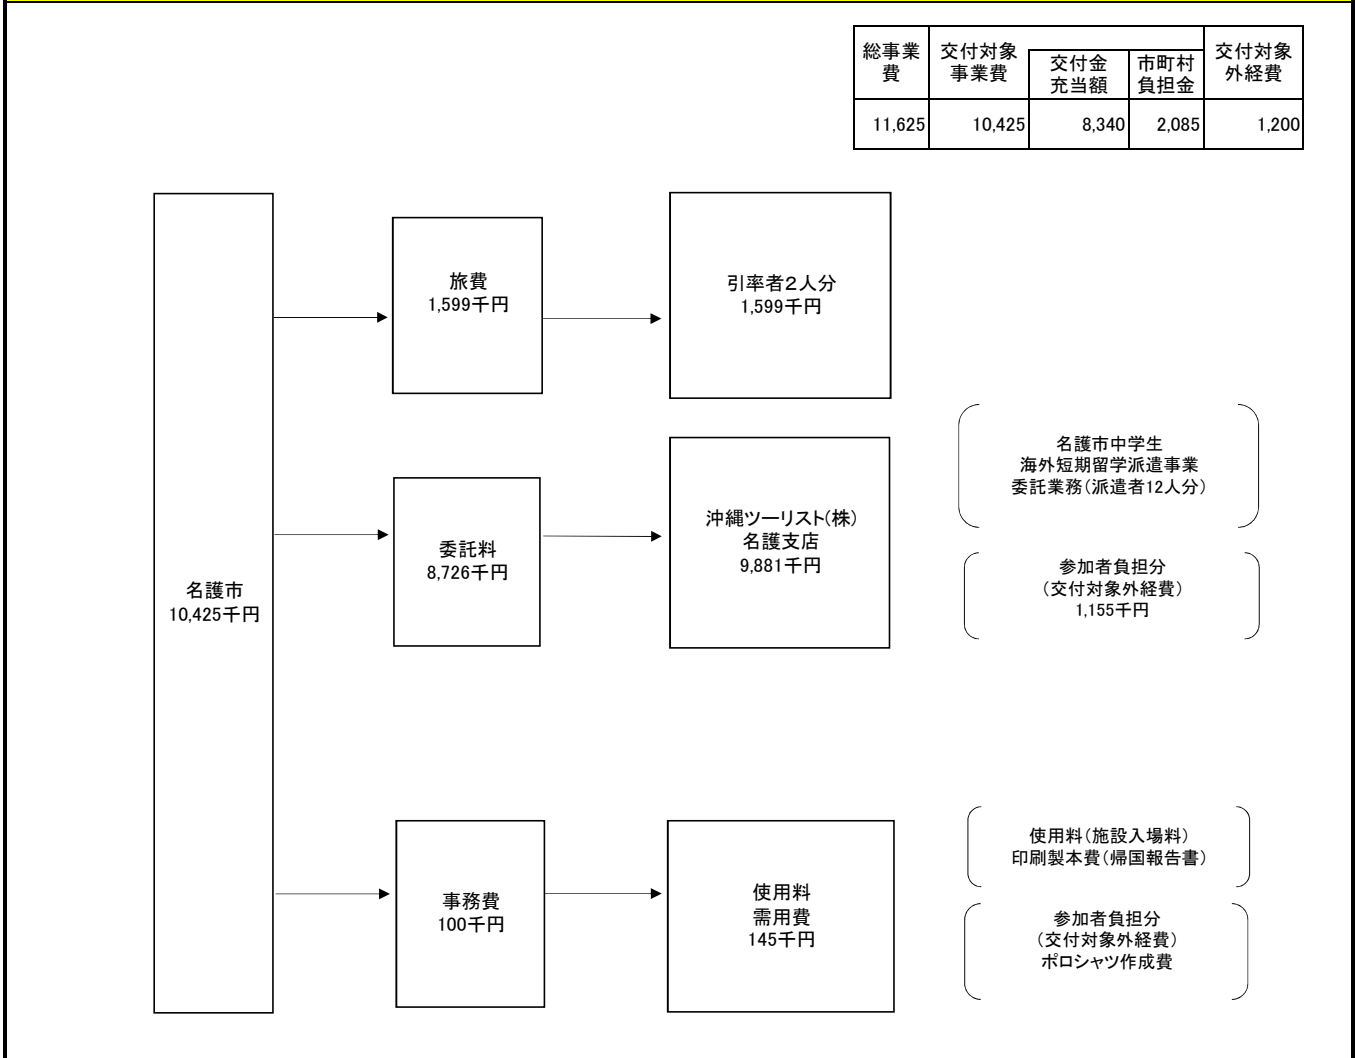 総事業
費
交付対象
事業費
交付金
充当額
市町村
負担金
交付対象
外経費
11,625
10,425
8,340
2,085
1,200
名護市
10,425千円
旅費
1,599千円
引率者2人分
1,599千円
委託料
8,726千円
沖縄ツーリスト(株)
名護支店
9,881千円
名護市中学生
海外短期留学派遣事業
委託業務(派遣者12人分)
参加者負担分
(交付対象外経費)
1,155千円
事務費
100千円
使用料
需用費
145千円
使用料(施設入場料)
印刷製本費(帰国報告書)
参加者負担分
(交付対象外経費)
ポロシャツ作成費